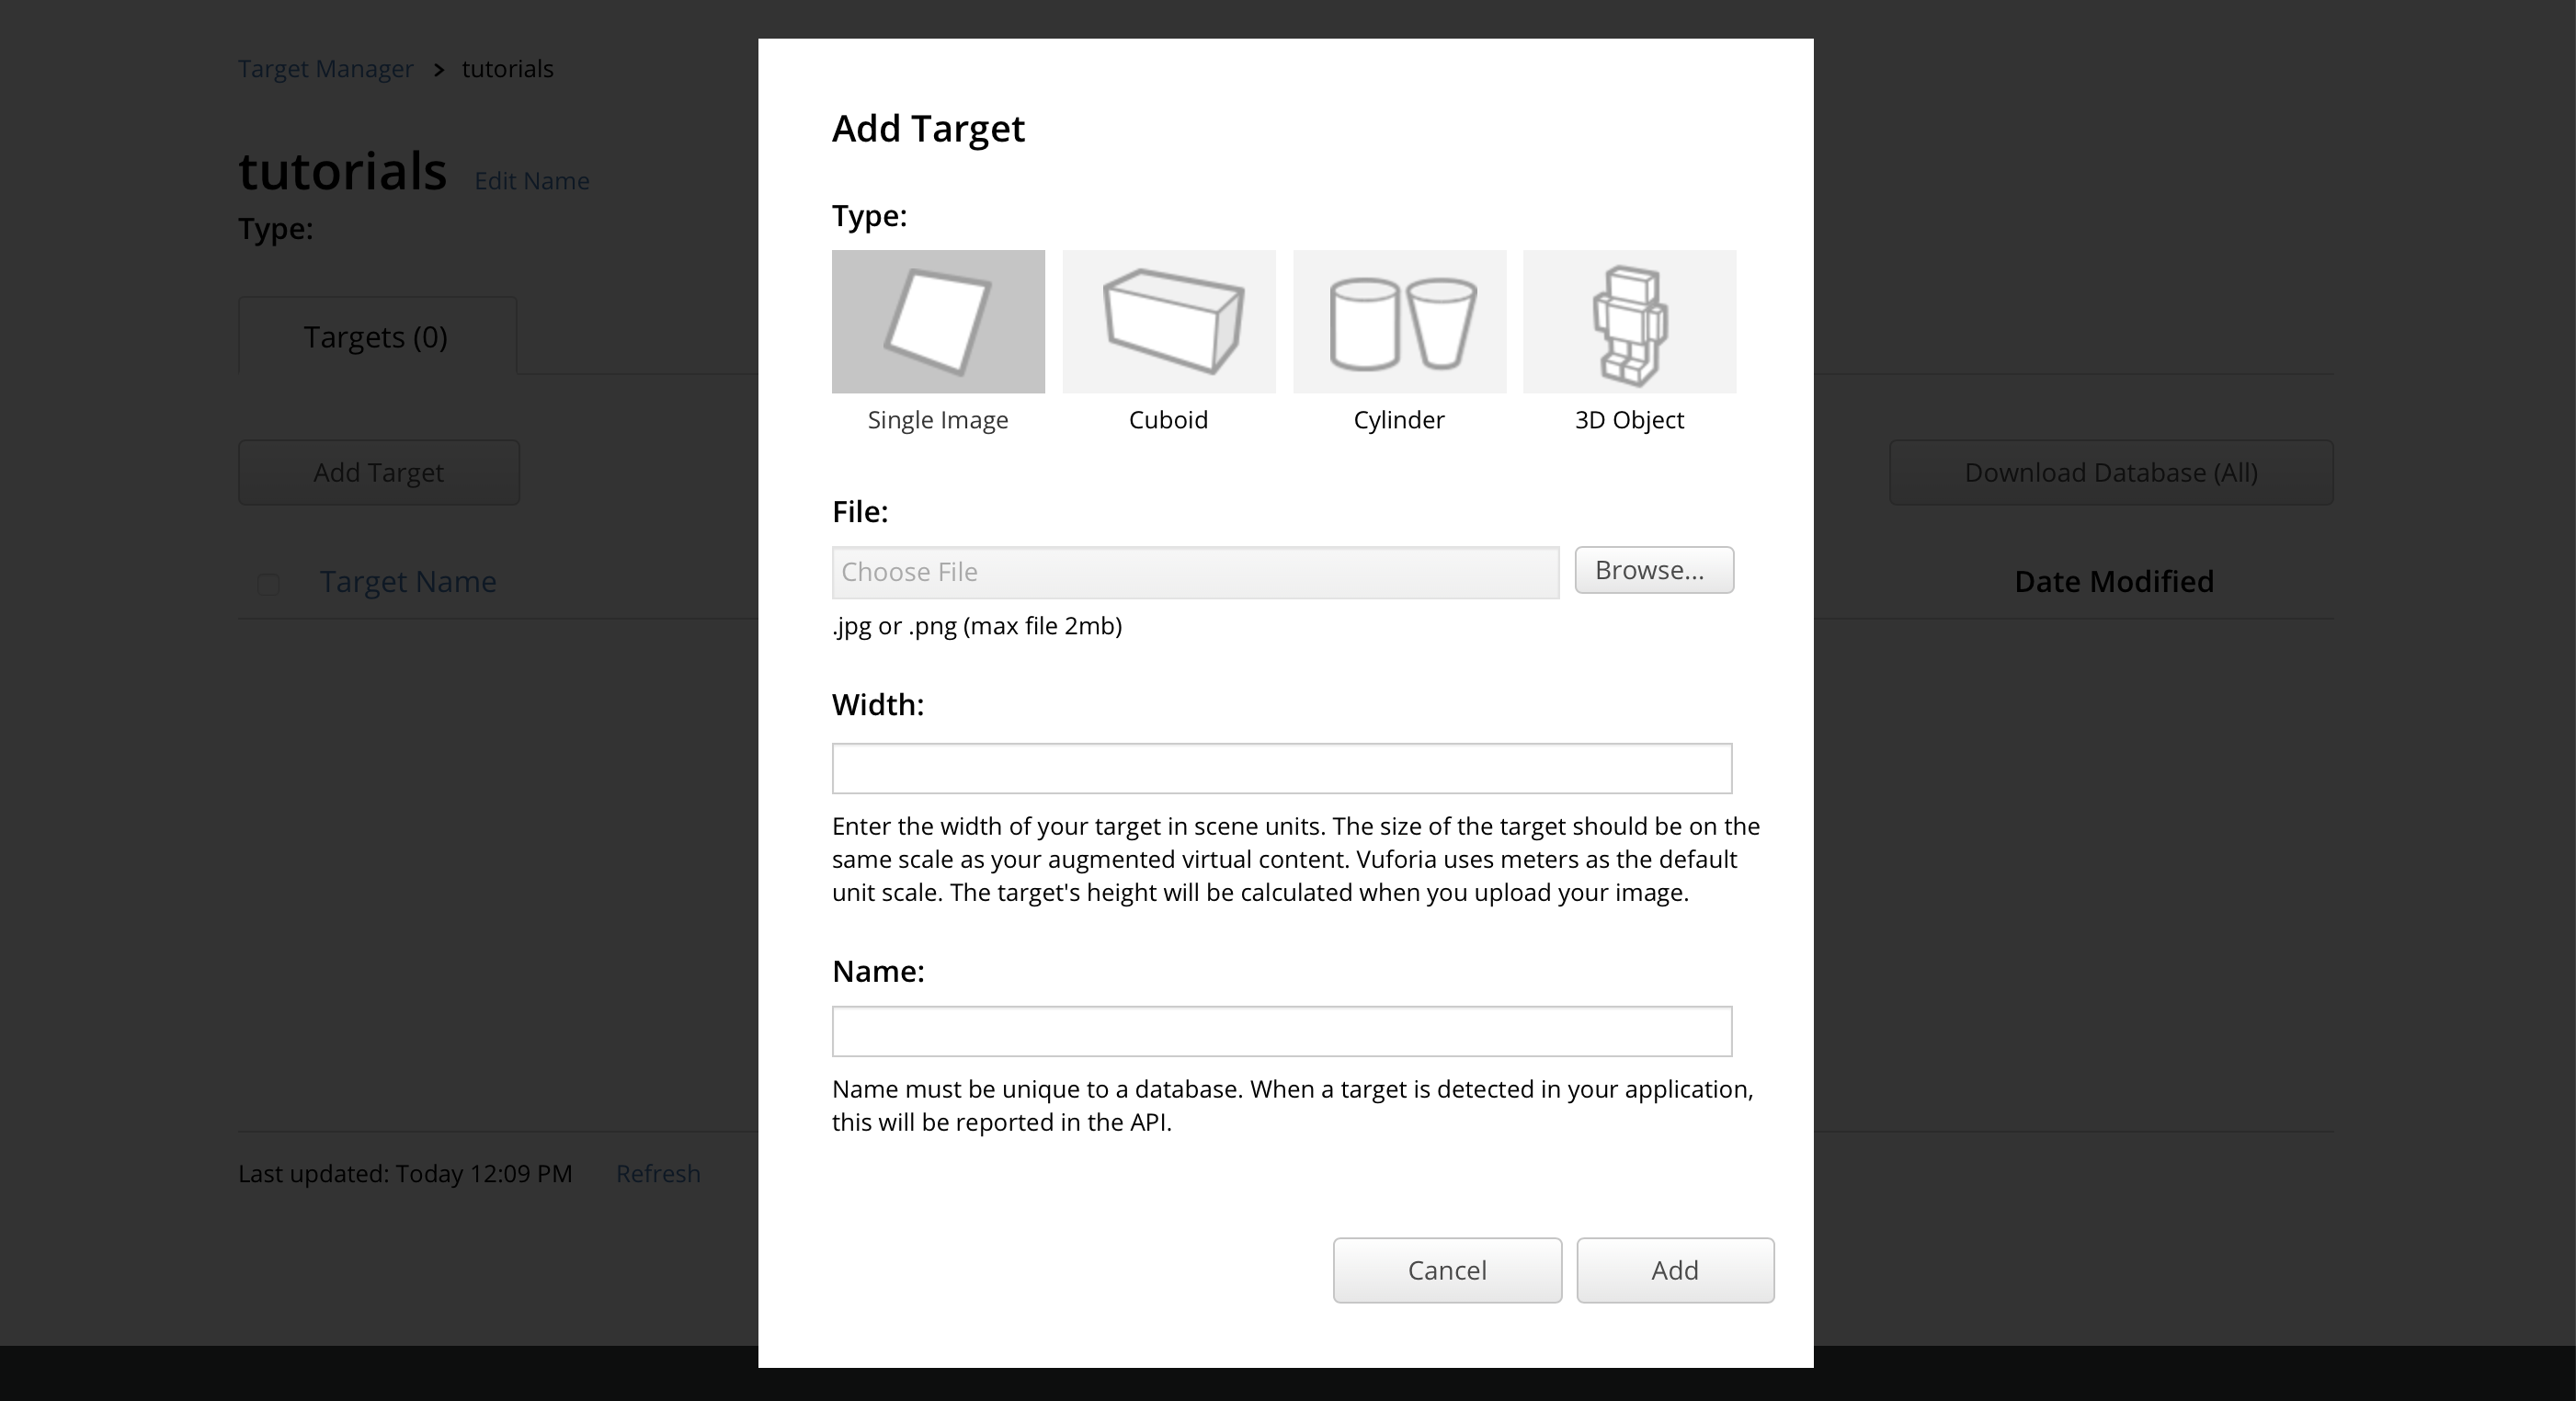 Target Manager > tutorials
tutorials Edit Name
Type:
Targets (0)
Add Target
Download Database (All)
Target Name
Date Modified
Last updated: Today 12:09 PM Refresh
Add Target
Type:
Single Image
Cuboid
Cylinder
3D Object
File:
Choose File
Browse...
.jpg or .png (max file 2mb)
Width:
Enter the width of your target in scene units. The size of the target should be on the
same scale as your augmented virtual content. Vuforia uses meters as the default
unit scale. The target's height will be calculated when you upload your image.
Name:
Name must be unique to a database. When a target is detected in your application,
this will be reported in the API.
Cancel
Add